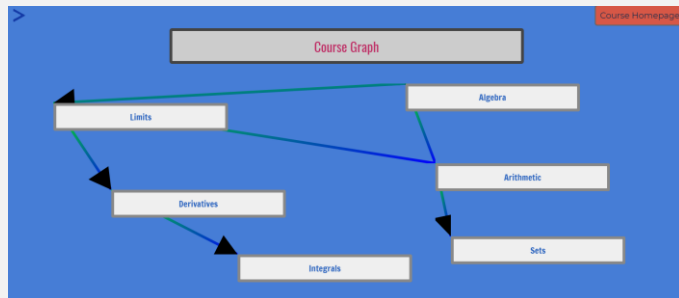 >
Course Homepage
Course Graph
Algebra
Limits
Arithmetic
Derivatives
Sets
Integrals